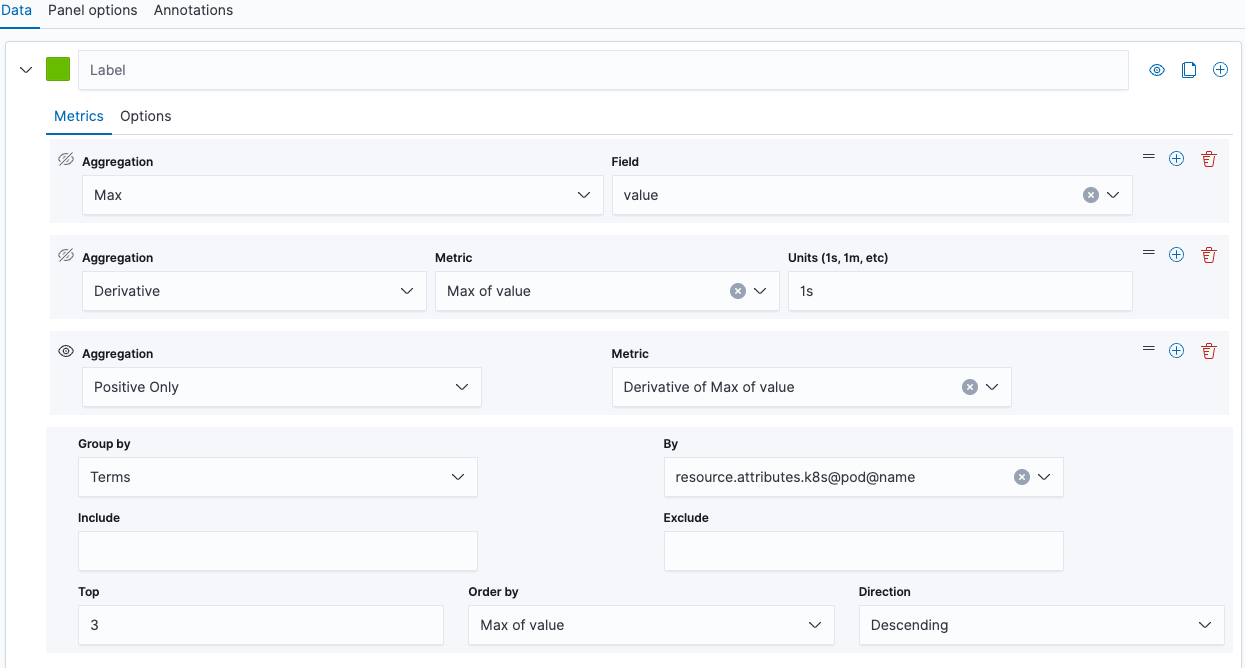 Data Panel options Annotations
Label
Metrics Options
Aggregation Field
Max value
Aggregation Metric Units (1s, 1m, etc)
Derivative Max of value 1s
Aggregation Metric
Positive Only Derivative of Max of value
Group by By
Terms resource.attributes.k8s@pod@name
Include Exclude
Top Order by Direction
3 Max of value Descending